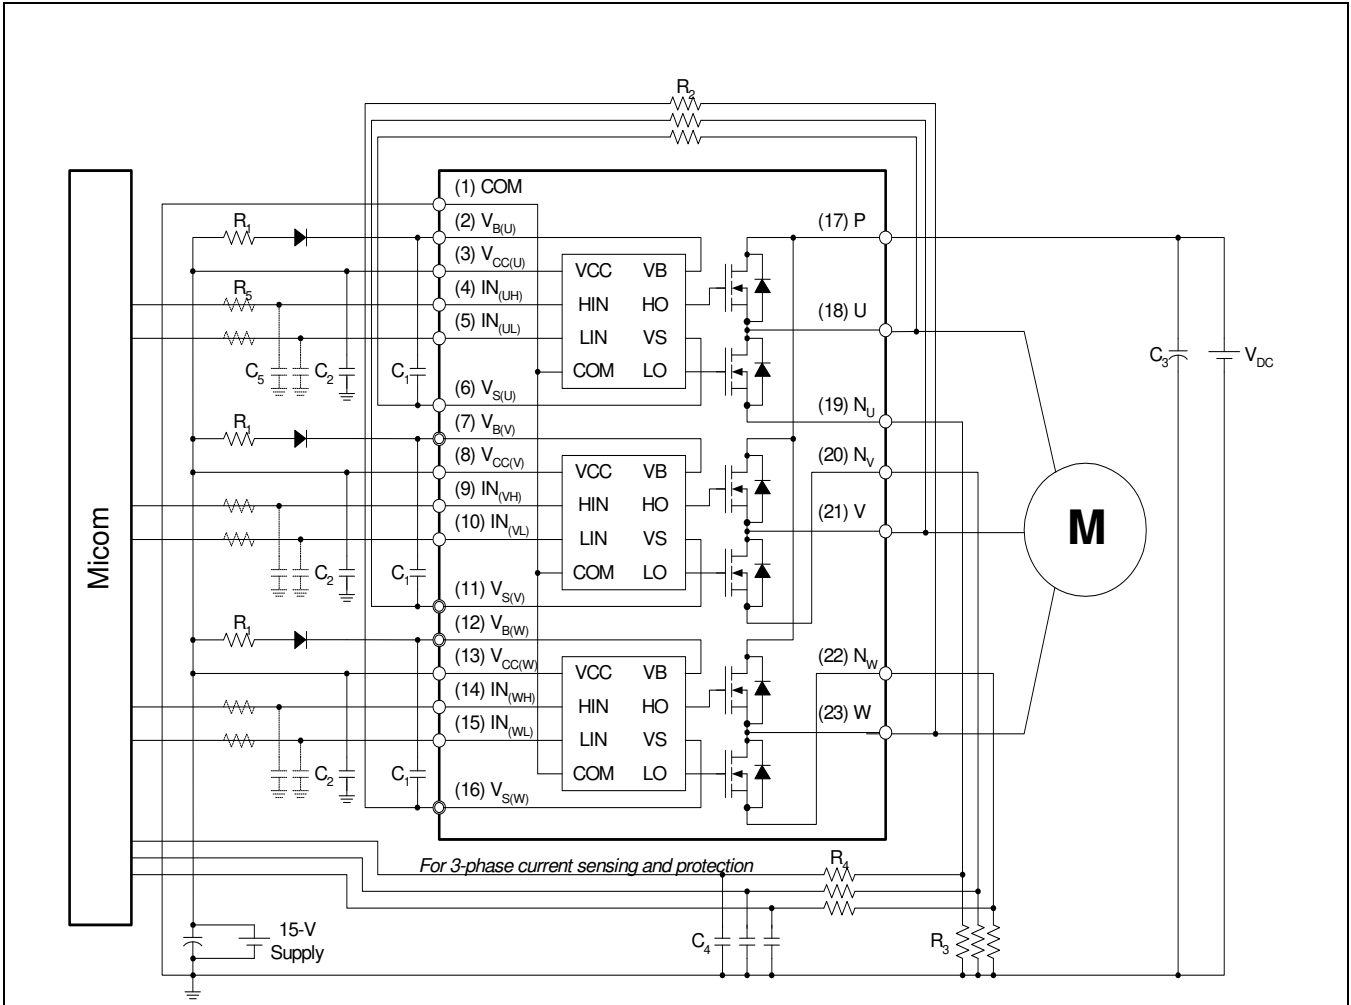 R2
(1) COM
(2) VB(U)
(3) VCC(U)
(4) IN(UH)
(5) IN(UL)
(6) VS(U)
(7) VB(V)
(8) VCC(V)
(9) IN(VH)
(10) IN(VL)
(11) VS(V)
(12) VB(W)
(13) VCC(W)
(14) IN(WH)
(15) IN(WL)
(16) VS(W)
(17) P
(18) U
(19) NU
(20) NV
(21) V
(22) NW
(23) W
R1
R5
C5
C2
C1
VCC VB
HIN HO
LIN VS
COM LO
R1
C2
C1
VCC VB
HIN HO
LIN VS
COM LO
R1
C2
C1
VCC VB
HIN HO
LIN VS
COM LO
Micom
C3
VDC
M
For 3-phase current sensing and protection
R4
C4
R3
15-V
Supply